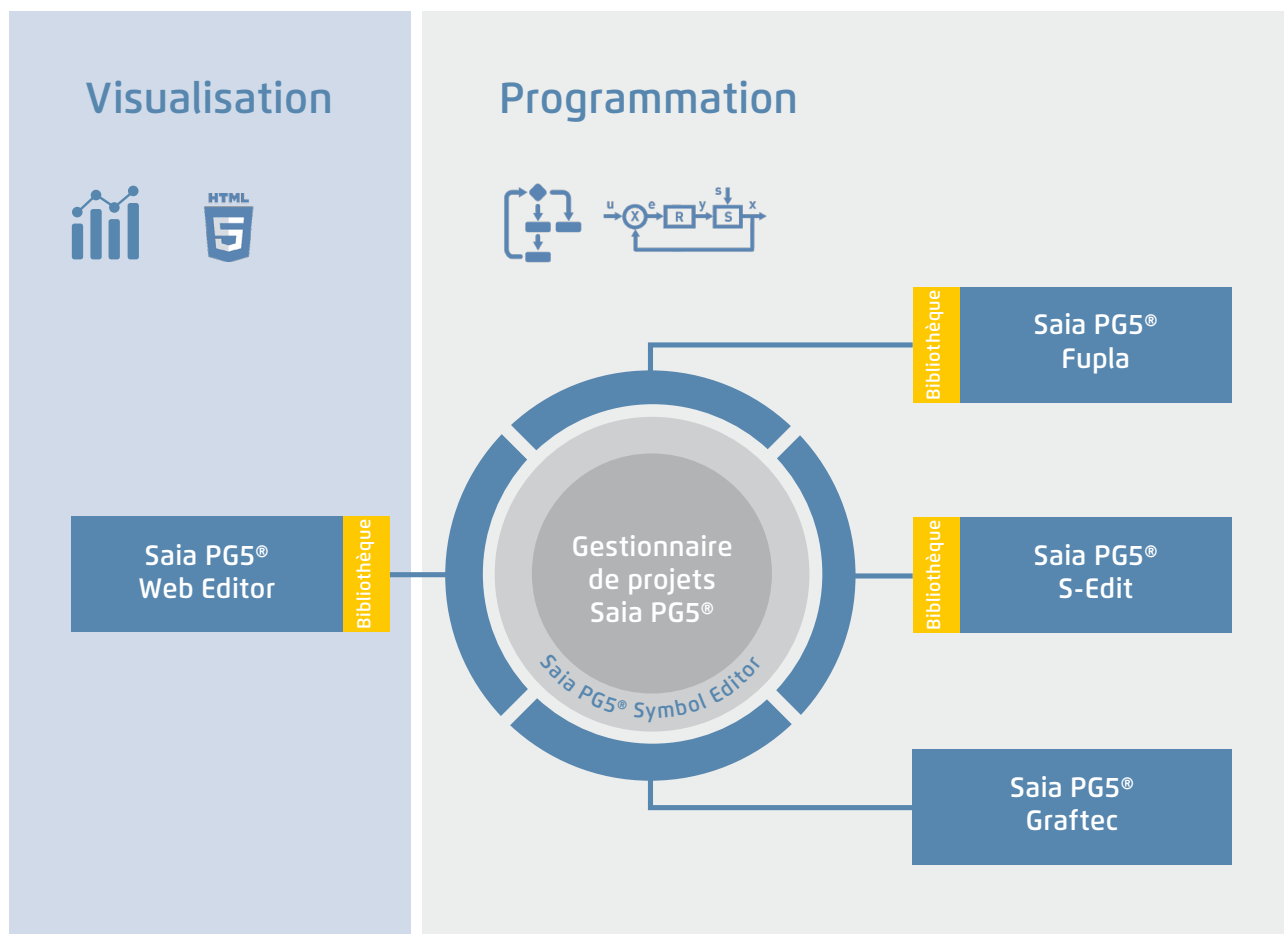 Visualisation
HTML
5
Saia PG5®
Web Editor
Bibliothèque
Programmation
u
X
e
R
y
s
S
x
Bibliothèque
Saia PG5®
Fupla
Gestionnaire
de projets
Saia PG5®
Saia PG5® Symbol Editor
Bibliothèque
Saia PG5®
S-Edit
Saia PG5®
Graftec